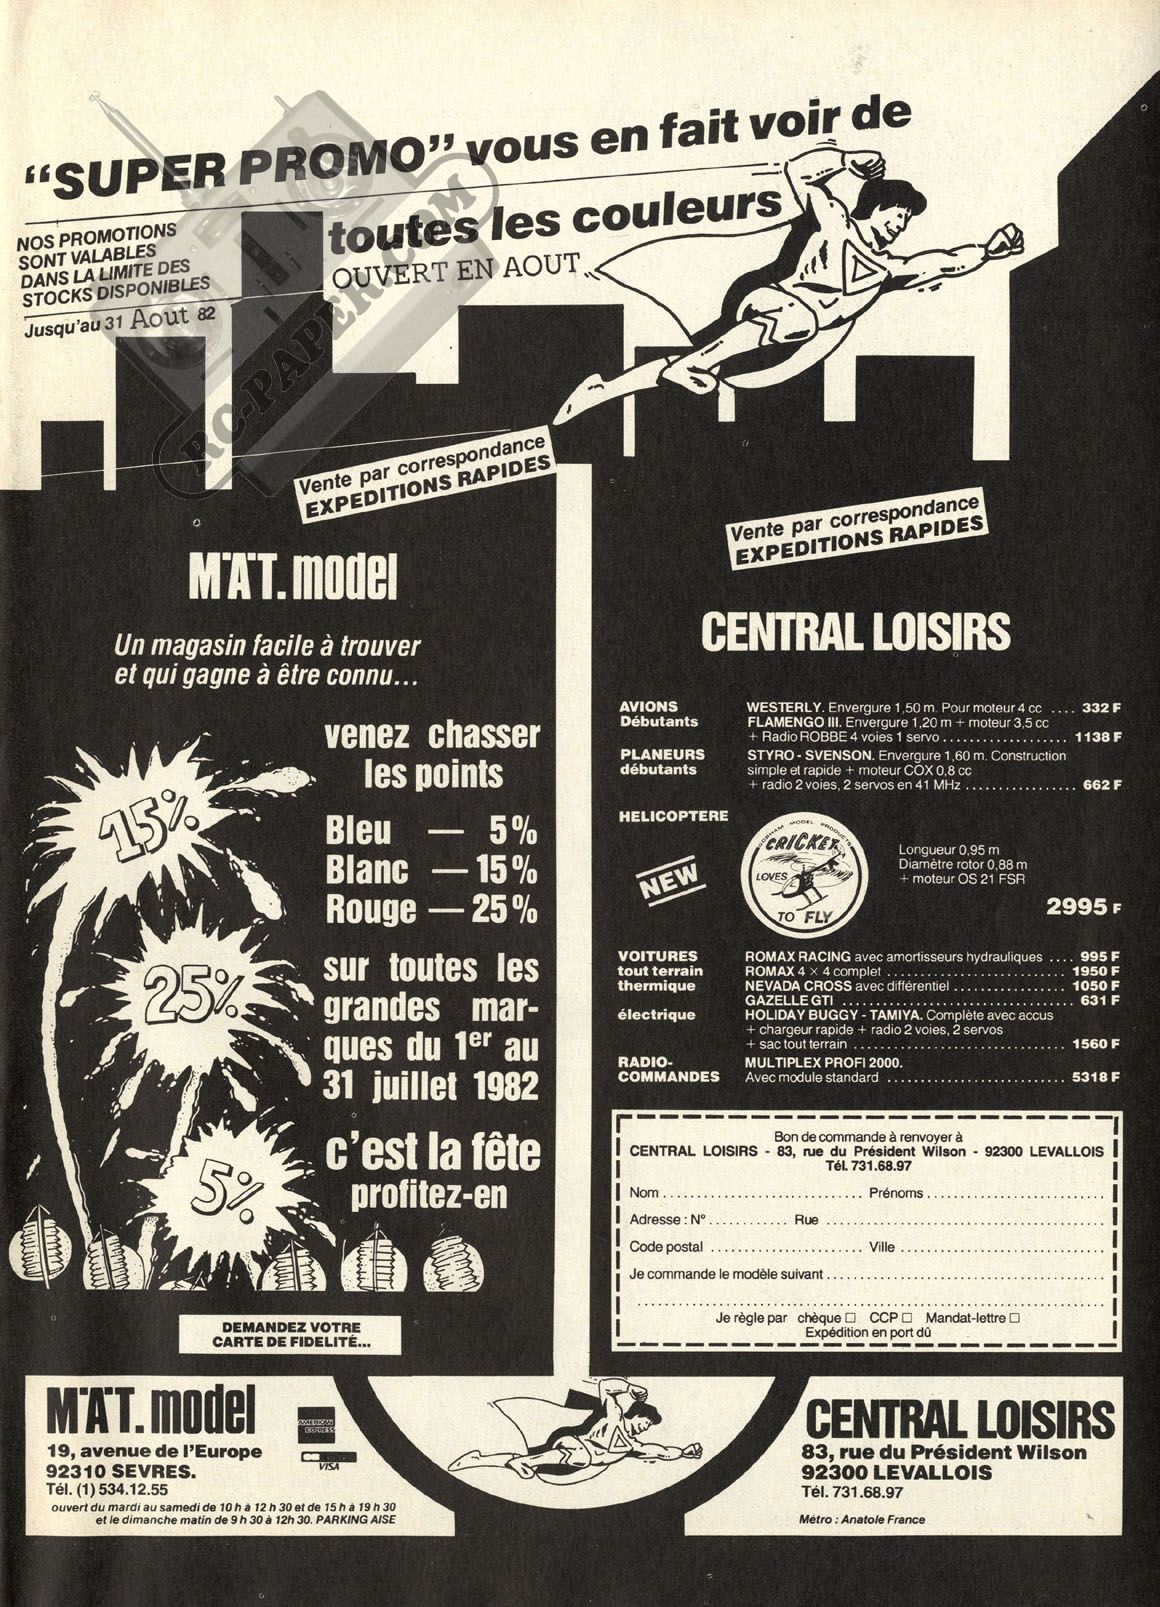 "SUPER PROMO" vous en fait voir de
toutes les couleurs
OUVERT EN AOUT
NOS PROMOTIONS
SONT VALABLES
DANS LA LIMITE DES
STOCKS DISPONIBLES
Jusqu'au 31 Aout 82
RC-PAPER.COM
Vente par correspondance
EXPEDITIONS RAPIDES
MAT.model
Un magasin facile à trouver
et qui gagne à être connu...
venez chasser
les points
Bleu — 5%
Blanc — 15%
Rouge — 25%
sur toutes les
grandes mar-
ques du 1er au
31 juillet 1982
c'est la fête
profitez-en
15%
25%
5%
DEMANDEZ VOTRE
CARTE DE FIDELITÉ...
MAT.model
19, avenue de l'Europe
92310 SEVRES.
Tél. (1) 534.12.55
ouvert du mardi au samedi de 10 h à 12 h 30 et de 15 h à 19 h 30
et le dimanche matin de 9 h 30 à 12h 30. PARKING AISE
AMERICAN
EXPRESS
VISA
Vente par correspondance
EXPEDITIONS RAPIDES
CENTRAL LOISIRS
AVIONS WESTERLY. Envergure 1,50 m. Pour moteur 4 cc .... 332 F
Débutants FLAMENGO III. Envergure 1,20 m + moteur 3,5 cc
+ Radio ROBBE 4 voies 1 servo ................... 1138 F
PLANEURS STYRO - SVENSON. Envergure 1,60 m. Construction
débutants simple et rapide + moteur COX 0,8 cc
+ radio 2 voies, 2 servos en 41 MHz ................. 662 F
HELICOPTERE
NEW
GORHAM MODEL PRODUCTS
CRICKET
LOVES
TO FLY
Longueur 0,95 m
Diamètre rotor 0,88 m
+ moteur OS 21 FSR
2995 F
VOITURES ROMAX RACING avec amortisseurs hydrauliques .... 995 F
tout terrain ROMAX 4 × 4 complet ............................ 1950 F
thermique NEVADA CROSS avec différentiel ................. 1050 F
GAZELLE GTI ........................................ 631 F
électrique HOLIDAY BUGGY - TAMIYA. Complète avec accus
+ chargeur rapide + radio 2 voies, 2 servos
+ sac tout terrain ................................. 1560 F
RADIO- MULTIPLEX PROFI 2000.
COMMANDES Avec module standard ........................... 5318 F
Bon de commande à renvoyer à
CENTRAL LOISIRS - 83, rue du Président Wilson - 92300 LEVALLOIS
Tél. 731.68.97
Nom ............................... Prénoms ...........................
Adresse : N° ............ Rue ..........................................
Code postal ....................... Ville ...............................
Je commande le modèle suivant ..........................................
Je règle par chèque □ CCP □ Mandat-lettre □
Expédition en port dû
CENTRAL LOISIRS
83, rue du Président Wilson
92300 LEVALLOIS
Tél. 731.68.97
Métro : Anatole France